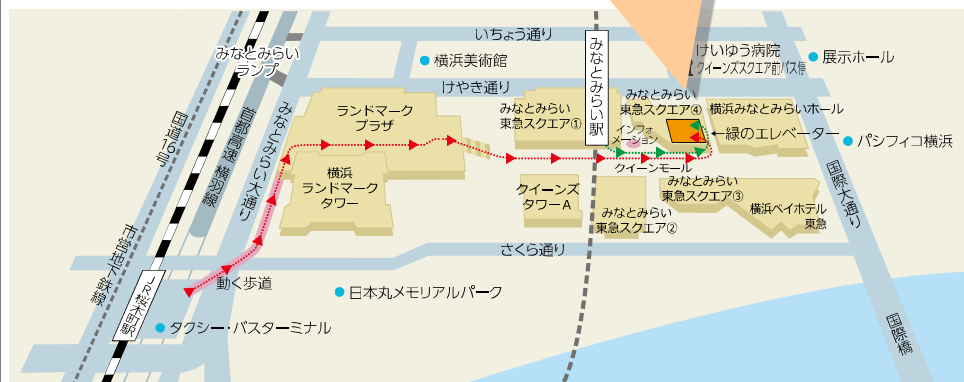 いちょう通り
みなとみらい
ランプ
横浜美術館
けやき通り
みなとみらい駅
けいゆう病院
クイーンズスクエア前バス停
展示ホール
国道16号
首都高速 横羽線
みなとみらい大通り
ランドマーク
プラザ
みなとみらい
東急スクエア①
みなとみらい
東急スクエア④
横浜みなとみらいホール
インフォ
メーション
←緑のエレベーター
パシフィコ横浜
クイーンモール
横浜
ランドマーク
タワー
クイーンズ
タワーA
みなとみらい
東急スクエア②
みなとみらい
東急スクエア③
横浜ベイホテル
東急
国際大通り
さくら通り
市営地下鉄線
JR桜木町駅
動く歩道
日本丸メモリアルパーク
タクシー・バスターミナル
国際橋